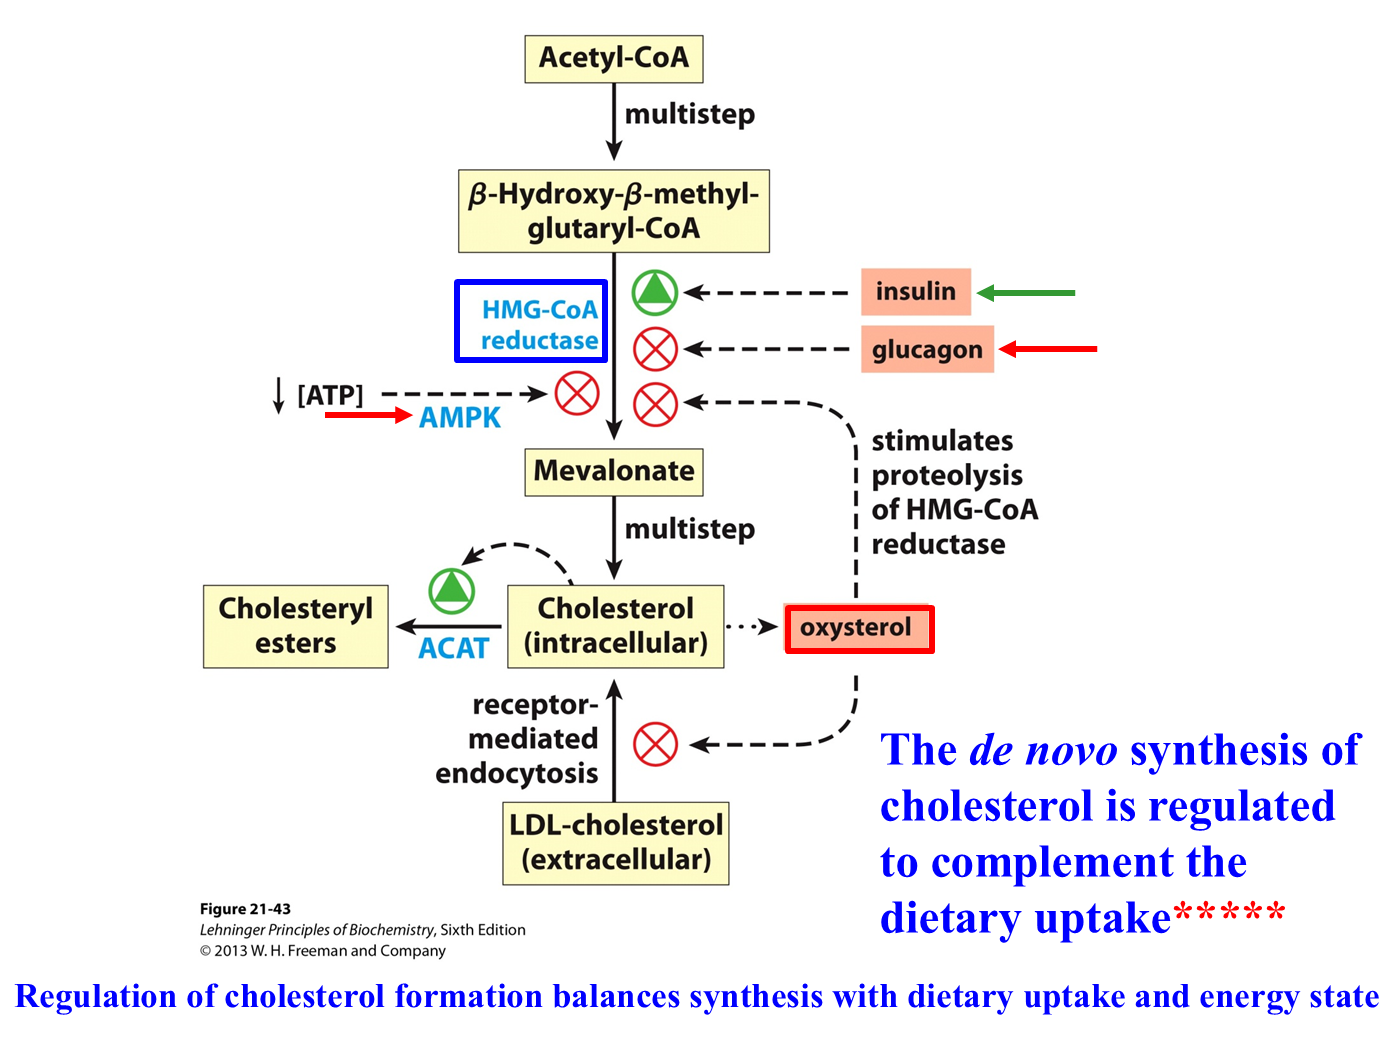 Acetyl-CoA
multistep
β-Hydroxy-β-methyl-
glutaryl-CoA
HMG-CoA
reductase
insulin
glucagon
↓ [ATP]
AMPK
stimulates
proteolysis
of HMG-CoA
reductase
Mevalonate
multistep
Cholesteryl
esters
ACAT
Cholesterol
(intracellular)
oxysterol
receptor-
mediated
endocytosis
LDL-cholesterol
(extracellular)
The de novo synthesis of
cholesterol is regulated
to complement the
dietary uptake*****
Figure 21-43
Lehninger Principles of Biochemistry, Sixth Edition
© 2013 W. H. Freeman and Company
Regulation of cholesterol formation balances synthesis with dietary uptake and energy state